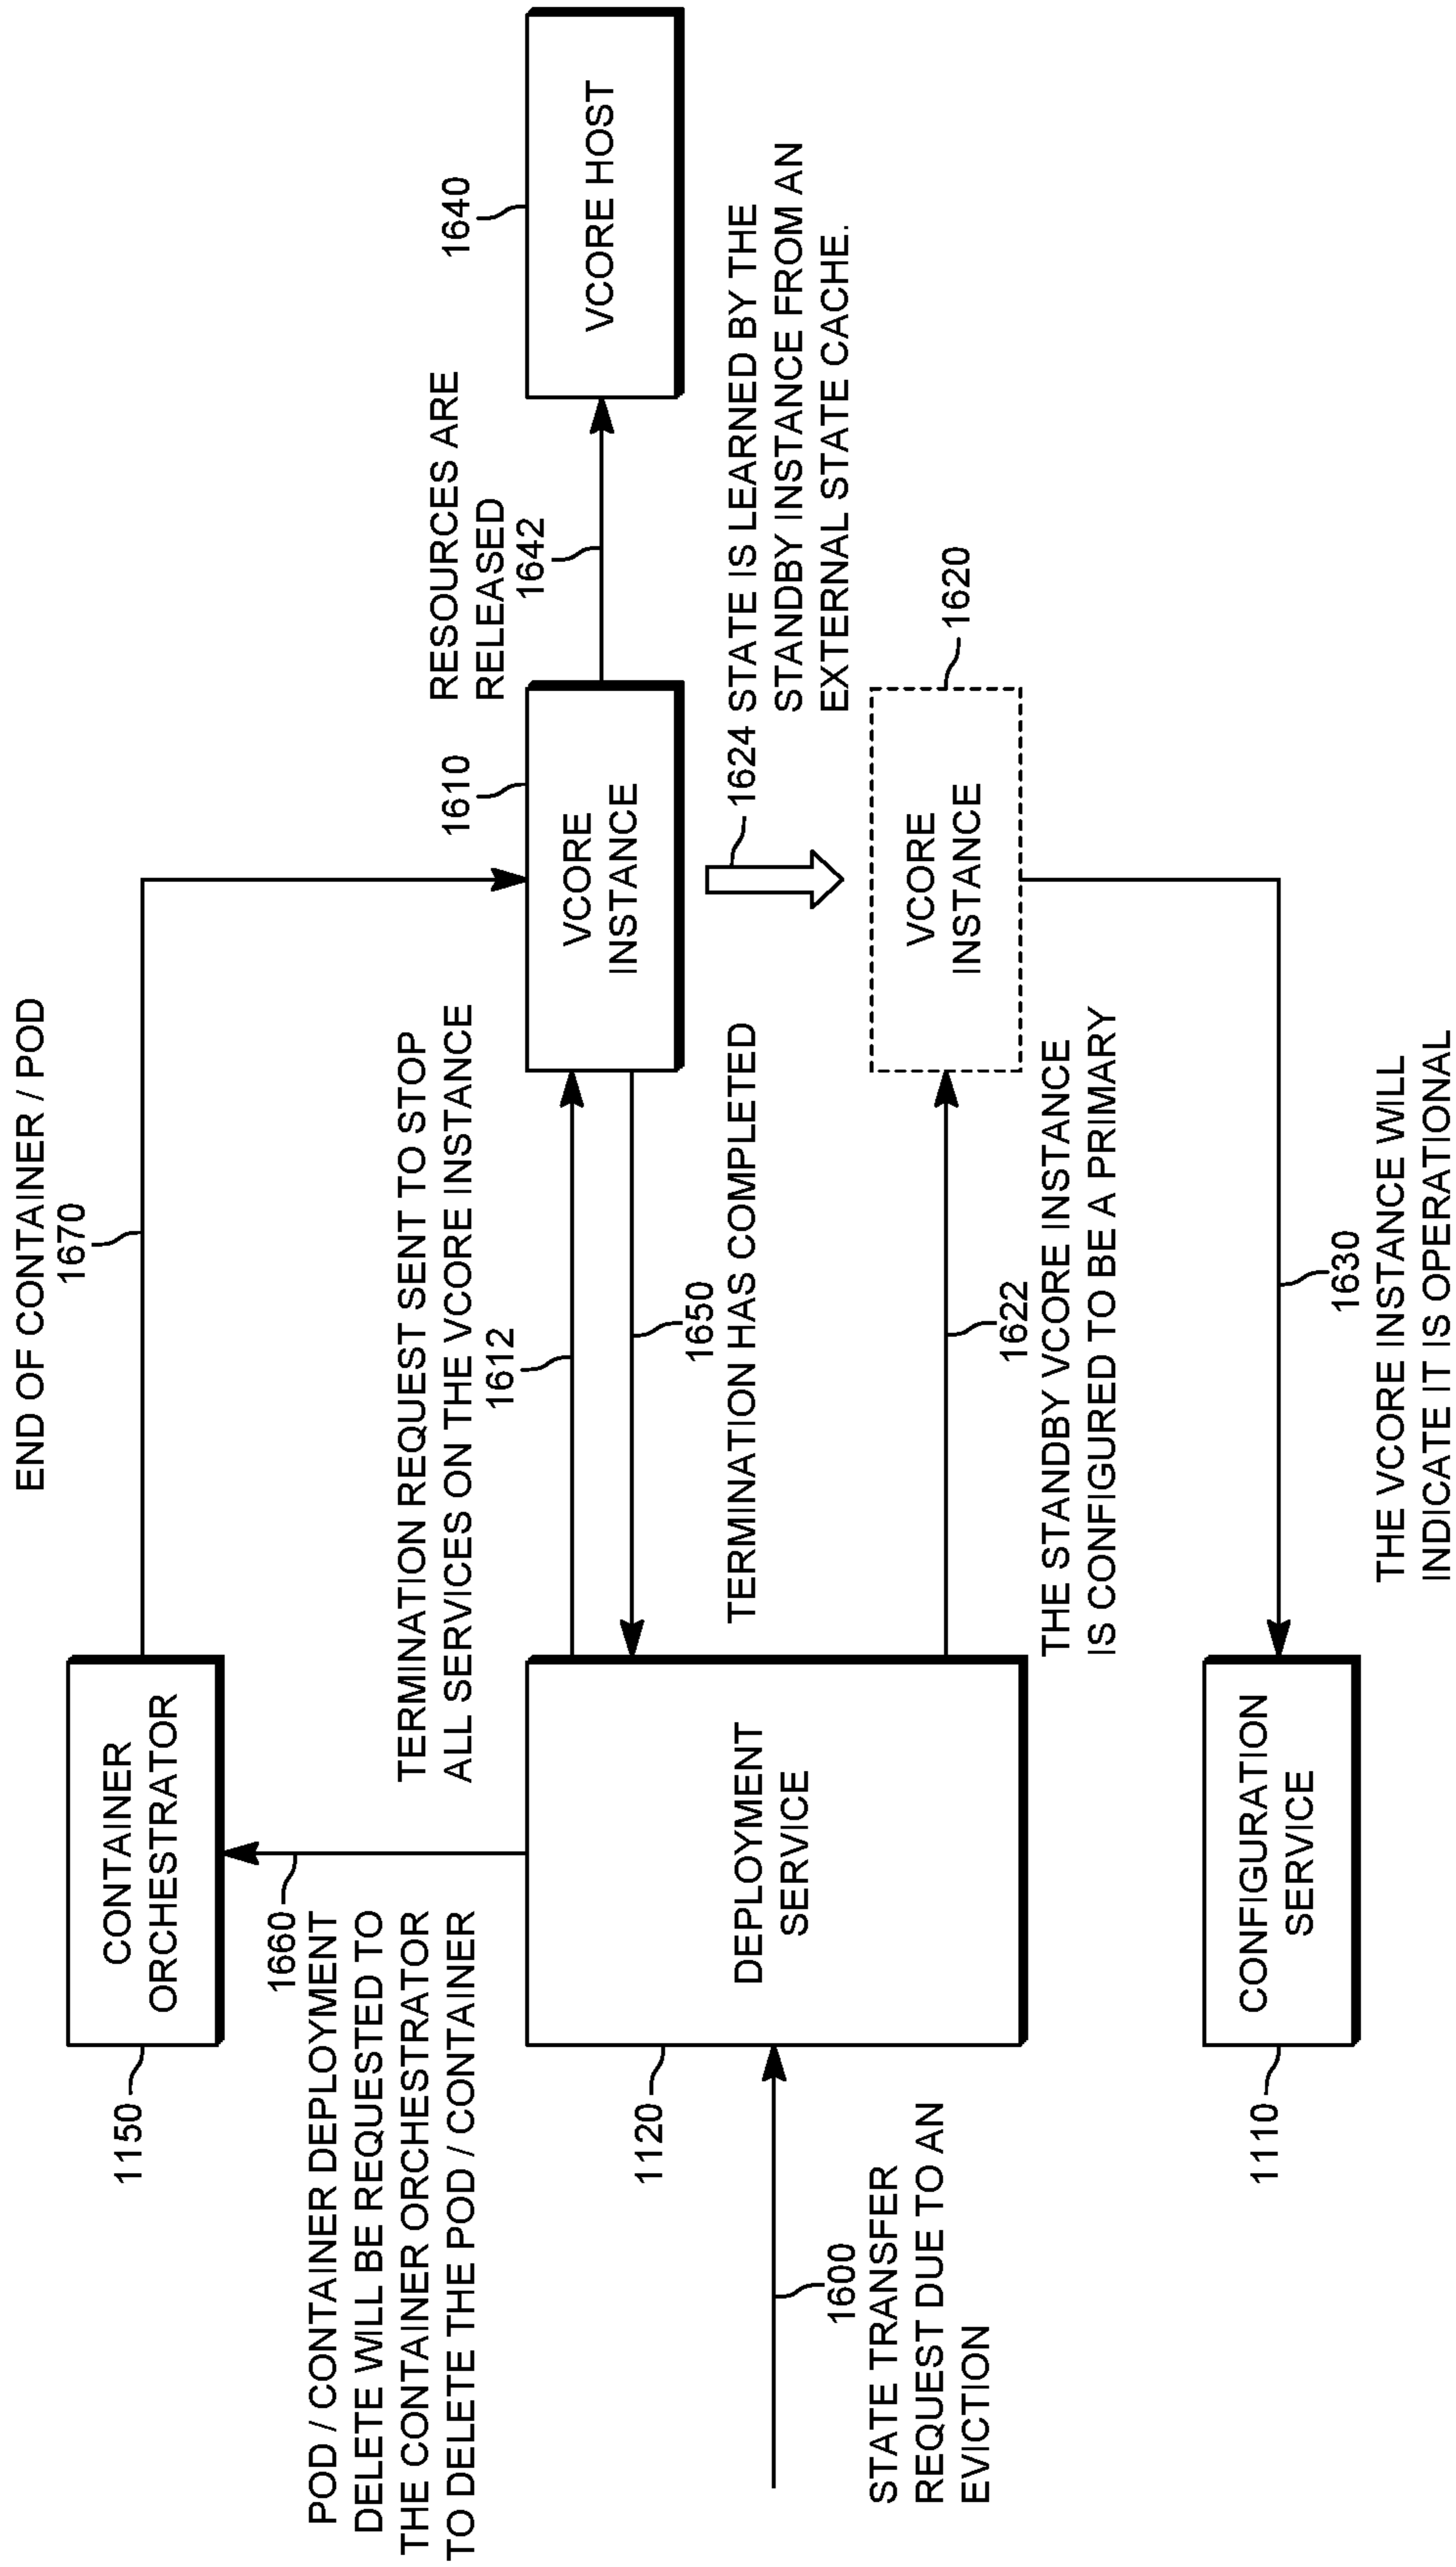 END OF CONTAINER / POD
1670
CONTAINER
ORCHESTRATOR
1150
1660
POD / CONTAINER DEPLOYMENT
DELETE WILL BE REQUESTED TO
THE CONTAINER ORCHESTRATOR
TO DELETE THE POD / CONTAINER
TERMINATION REQUEST SENT TO STOP
ALL SERVICES ON THE VCORE INSTANCE
1612
RESOURCES ARE
RELEASED
1642
1640
VCORE HOST
1610
VCORE
INSTANCE
1650
TERMINATION HAS COMPLETED
1624 STATE IS LEARNED BY THE
STANDBY INSTANCE FROM AN
EXTERNAL STATE CACHE.
1120
DEPLOYMENT
SERVICE
1600
STATE TRANSFER
REQUEST DUE TO AN
EVICTION
VCORE
INSTANCE
1620
1622
THE STANDBY VCORE INSTANCE
IS CONFIGURED TO BE A PRIMARY
1110
CONFIGURATION
SERVICE
1630
THE VCORE INSTANCE WILL
INDICATE IT IS OPERATIONAL